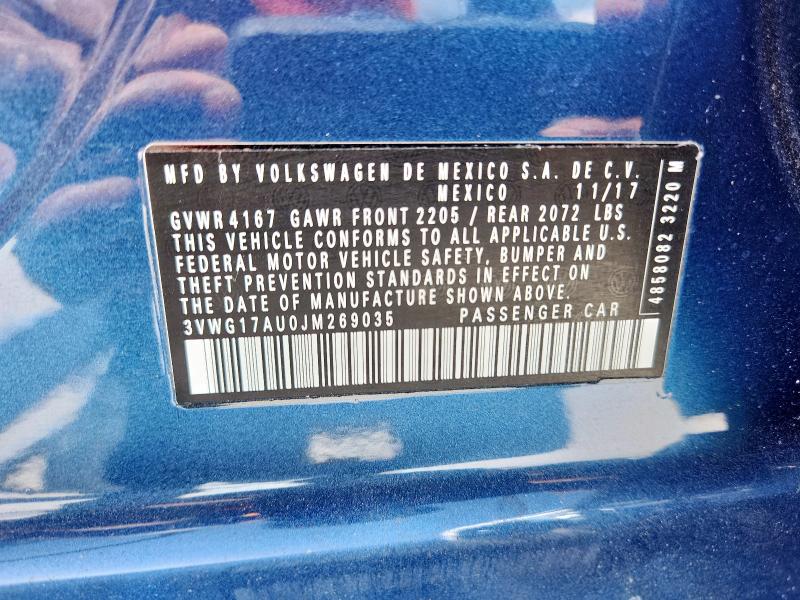 MFD BY VOLKSWAGEN DE MEXICO S.A. DE C.V.
MEXICO 11/17
GVWR 4167 GAWR FRONT 2205 / REAR 2072 LBS
THIS VEHICLE CONFORMS TO ALL APPLICABLE U.S.
FEDERAL MOTOR VEHICLE SAFETY, BUMPER AND
THEFT PREVENTION STANDARDS IN EFFECT ON
THE DATE OF MANUFACTURE SHOWN ABOVE.
3VWG17AU0JM269035 PASSENGER CAR
4858082 3220 M